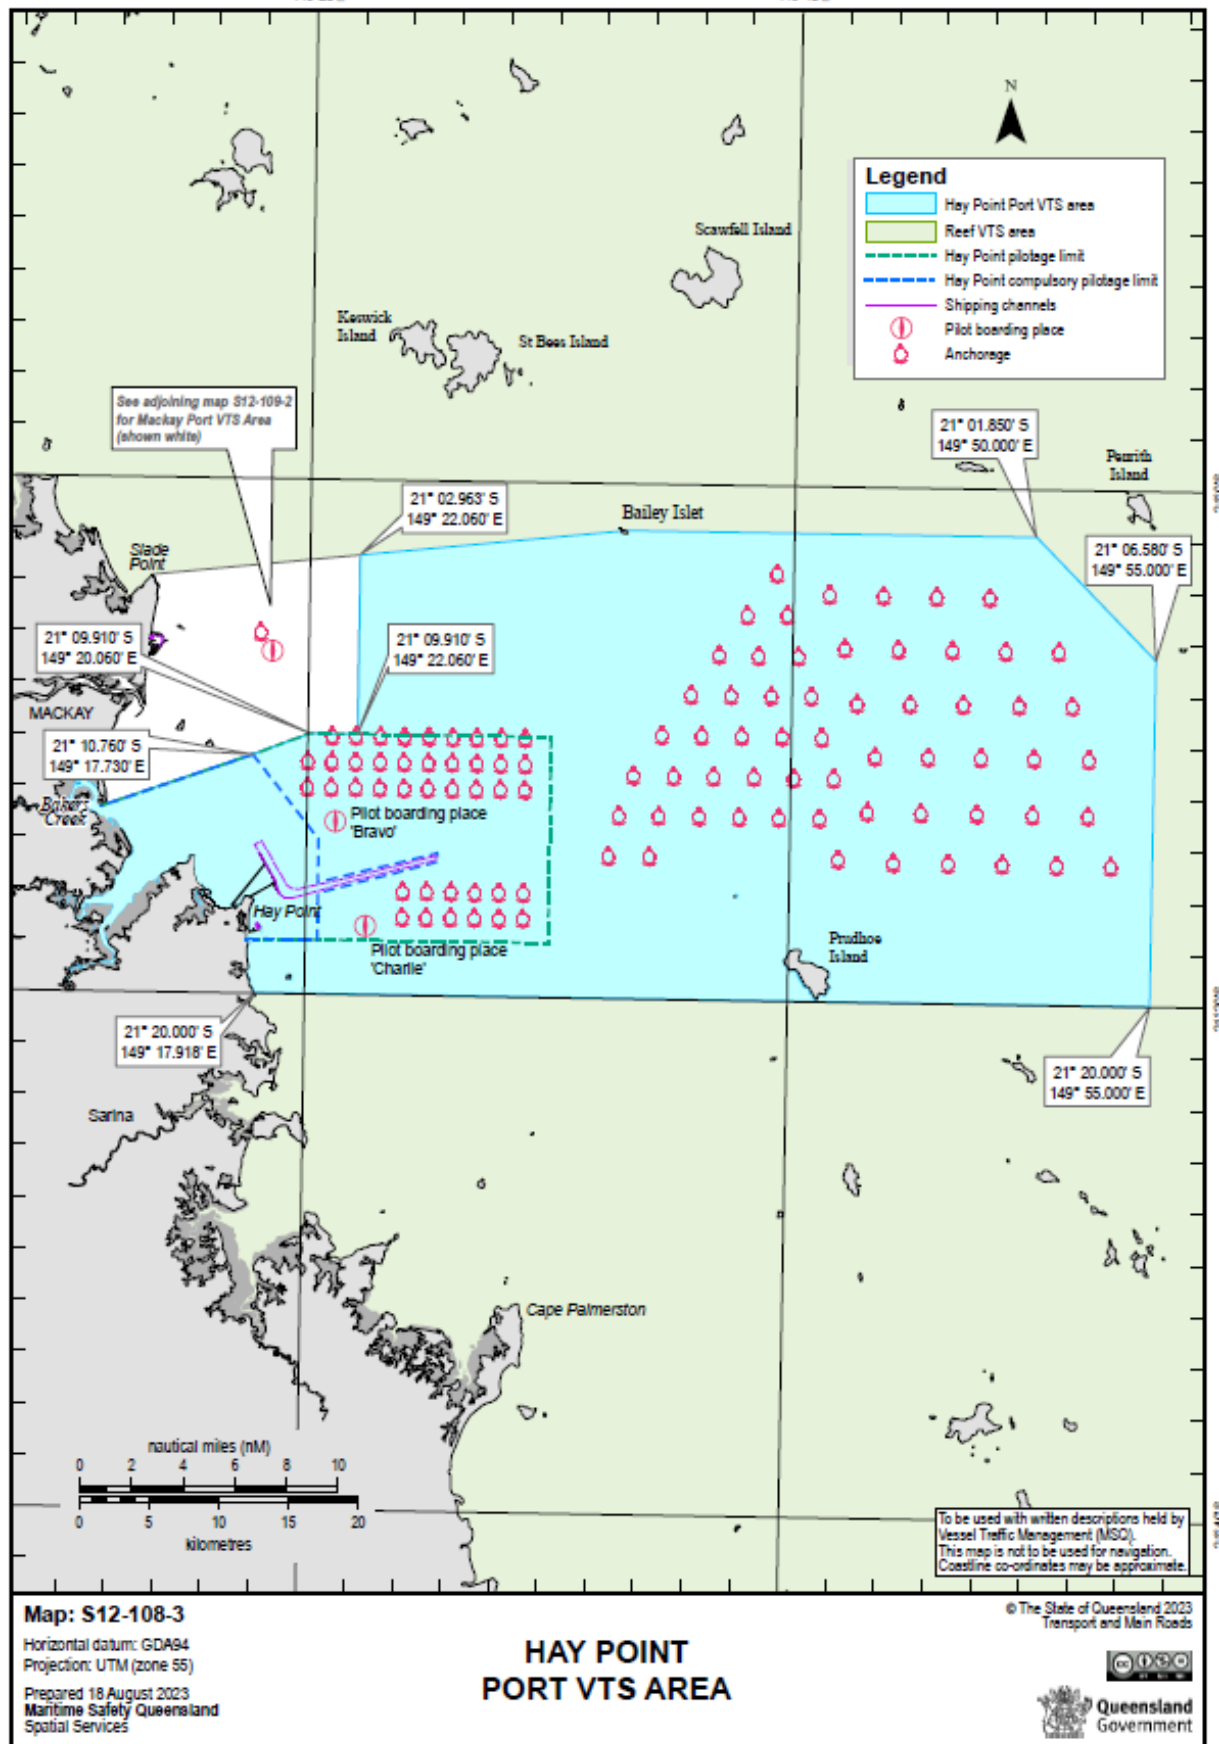 N
Legend
Hay Point Port VTS area
Reef VTS area
Hay Point pilotage limit
Hay Point compulsory pilotage limit
Shipping channels
Pilot boarding place
Anchorage
Scawfell Island
Keswick
Island
St Bees Island
See adjoining map S12-109-2
for Mackay Port VTS Area
(shown white)
21° 01.850' S
149° 50.000' E
Penrith
Island
21° 02.963' S
149° 22.060' E
Bailey Islet
Slade
Point
21° 06.580' S
149° 55.000' E
21° 09.910' S
149° 20.060' E
21° 09.910' S
149° 22.060' E
MACKAY
21° 10.760' S
149° 17.730' E
Bakers
Creek
Pilot boarding place
'Bravo'
Hay Point
Pilot boarding place
'Charlie'
Prudhoe
Island
21° 20.000' S
149° 17.918' E
21° 20.000' S
149° 55.000' E
Sarina
Cape Palmerston
nautical miles (nM)
0 2 4 6 8 10
0 5 10 15 20
kilometres
To be used with written descriptions held by
Vessel Traffic Management (MSQ).
This map is not to be used for navigation.
Coastline co-ordinates may be approximate.
Map: S12-108-3
Horizontal datum: GDA94
Projection: UTM (zone 55)
Prepared 18 August 2023
Maritime Safety Queensland
Spatial Services
HAY POINT
PORT VTS AREA
© The State of Queensland 2023
Transport and Main Roads
Queensland
Government